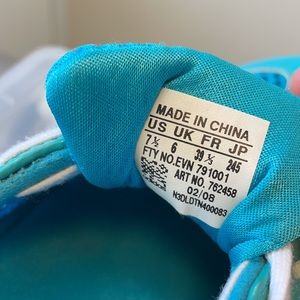 MADE IN CHINA
US UK FR JP
7½ 6 39⅓ 245
FTY NO.EVN 791001
ART NO. 762458
02/08
N3DLDTN400083